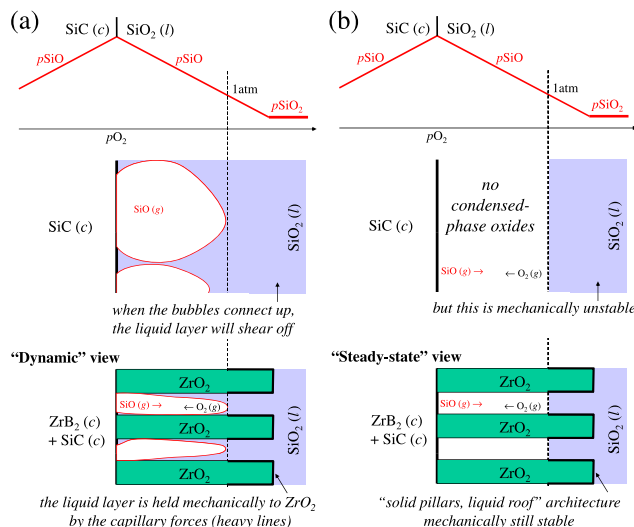 (a)
SiC (c)
SiO2 (l)
pSiO
pSiO
1atm
pSiO2
pO2
SiC (c)
SiO (g)
SiO2 (l)
when the bubbles connect up,
the liquid layer will shear off
“Dynamic” view
ZrB2 (c)
+ SiC (c)
ZrO2
SiO (g) → ← O2 (g)
ZrO2
ZrO2
SiO2 (l)
the liquid layer is held mechanically to ZrO2
by the capillary forces (heavy lines)
(b)
SiC (c)
SiO2 (l)
pSiO
pSiO
1atm
pSiO2
pO2
SiC (c)
no
condensed-
phase oxides
SiO (g) → ← O2 (g)
SiO2 (l)
but this is mechanically unstable
“Steady-state” view
ZrB2 (c)
+ SiC (c)
ZrO2
SiO (g) → ← O2 (g)
ZrO2
ZrO2
SiO2 (l)
“solid pillars, liquid roof” architecture
mechanically still stable